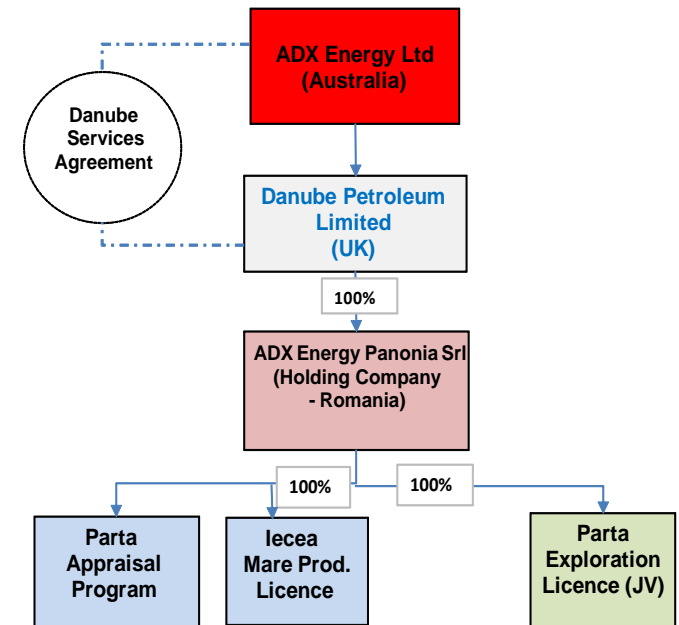 ADX Energy Ltd
(Australia)
Danube
Services
Agreement
Danube Petroleum
Limited
(UK)
100%
ADX Energy Panonia Srl
(Holding Company
- Romania)
100%
100%
Parta
Appraisal
Program
Iecea
Mare Prod.
Licence
Parta
Exploration
Licence (JV)